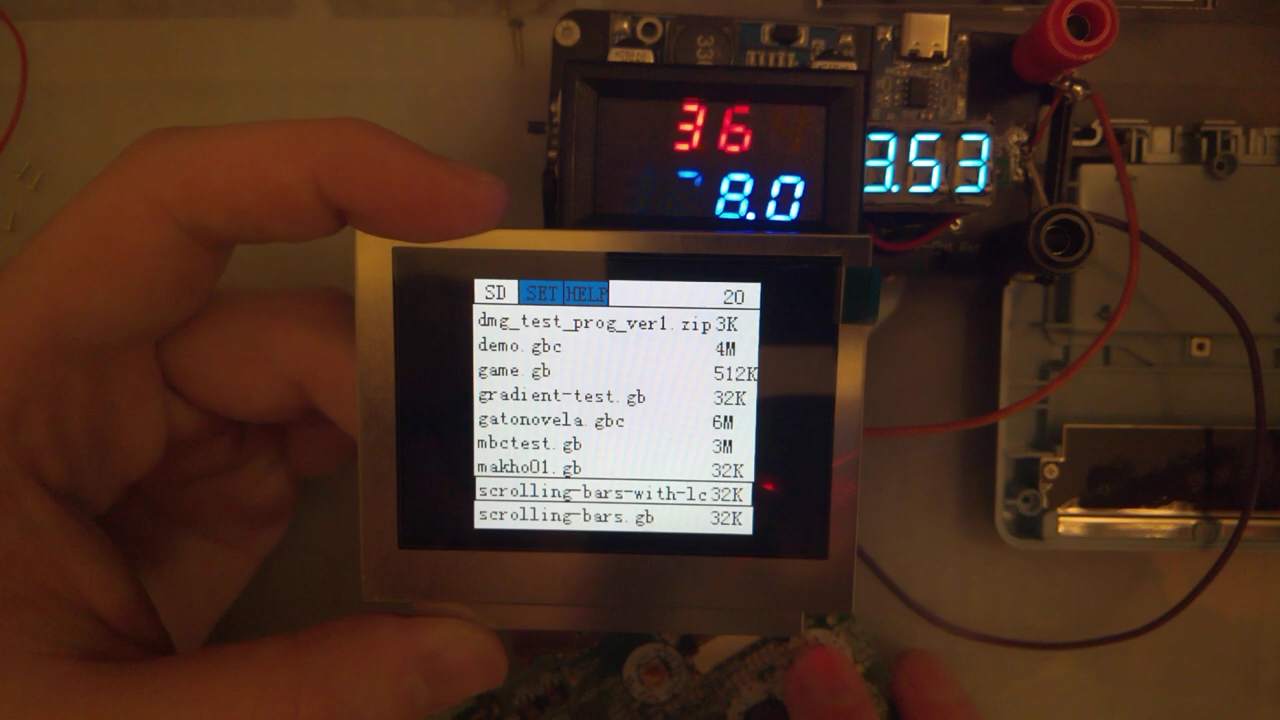 36
8.0
3.53
SD SET HELP 20
dmg_test_prog_ver1.zip 3K
demo.gbc 4M
game.gb 512K
gradient-test.gb 32K
gatonovela.gbc 6M
mbctest.gb 3M
makho01.gb 32K
scrolling-bars-with-lc 32K
scrolling-bars.gb 32K